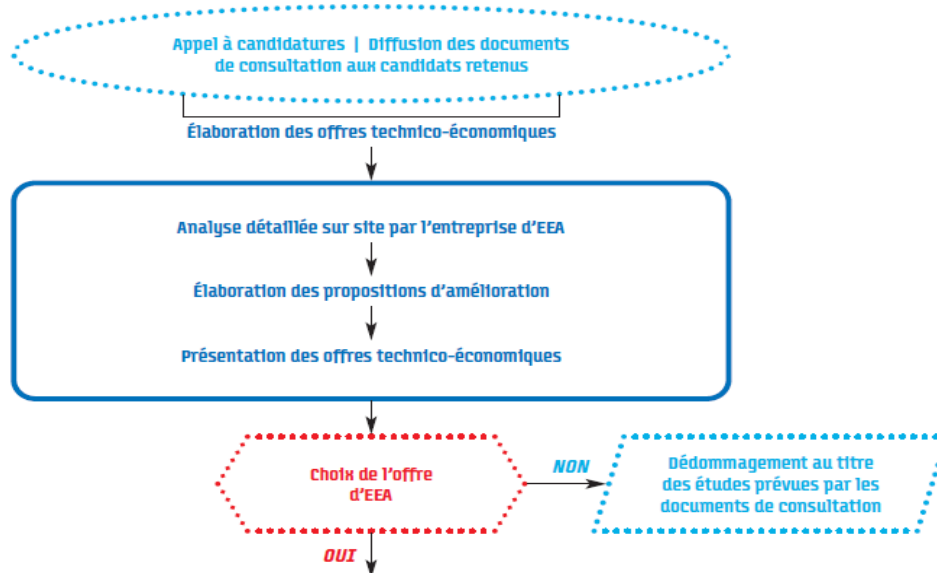 Appel à candidatures | Diffusion des documents
de consultation aux candidats retenus
Élaboration des offres technico-économiques
Analyse détaillée sur site par l'entreprise d'EEA
Élaboration des propositions d'amélioration
Présentation des offres technico-économiques
Choix de l'offre
d'EEA
NON
Dédommagement au titre
des études prévues par les
documents de consultation
OUI